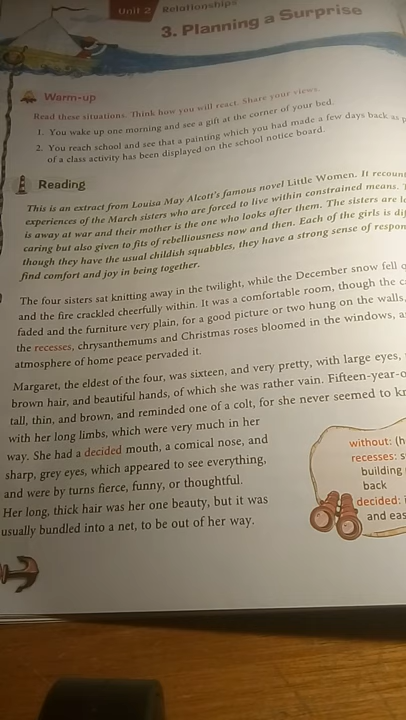 Unit 2 Relationships
3. Planning a Surprise
Warm-up
Read these situations. Think how you will react. Share your views.
1. You wake up one morning and see a gift at the corner of your bed.
2. You reach school and see that a painting which you had made a few days back as
of a class activity has been displayed on the school notice board.
Reading
This is an extract from Louisa May Alcott's famous novel Little Women. It recount
experiences of the March sisters who are forced to live within constrained means.
is away at war and their mother is the one who looks after them. The sisters are
caring but also given to fits of rebelliousness now and then. Each of the girls is
though they have the usual childish squabbles, they have a strong sense of
find comfort and joy in being together.
The four sisters sat knitting away in the twilight, while the December snow fell
and the fire crackled cheerfully within. It was a comfortable room, though the
faded and the furniture very plain, for a good picture or two hung on the walls,
the recesses, chrysanthemums and Christmas roses bloomed in the windows,
atmosphere of home peace pervaded it.
Margaret, the eldest of the four, was sixteen, and very pretty, with large eyes,
brown hair, and beautiful hands, of which she was rather vain. Fifteen-year-o
tall, thin, and brown, and reminded one of a colt, for she never seemed to
with her long limbs, which were very much in her
way. She had a decided mouth, a comical nose, and
sharp, grey eyes, which appeared to see everything,
and were by turns fierce, funny, or thoughtful.
Her long, thick hair was her one beauty, but it was
usually bundled into a net, to be out of her way.
without: (h
recesses: s
building
back
decided:
and eas